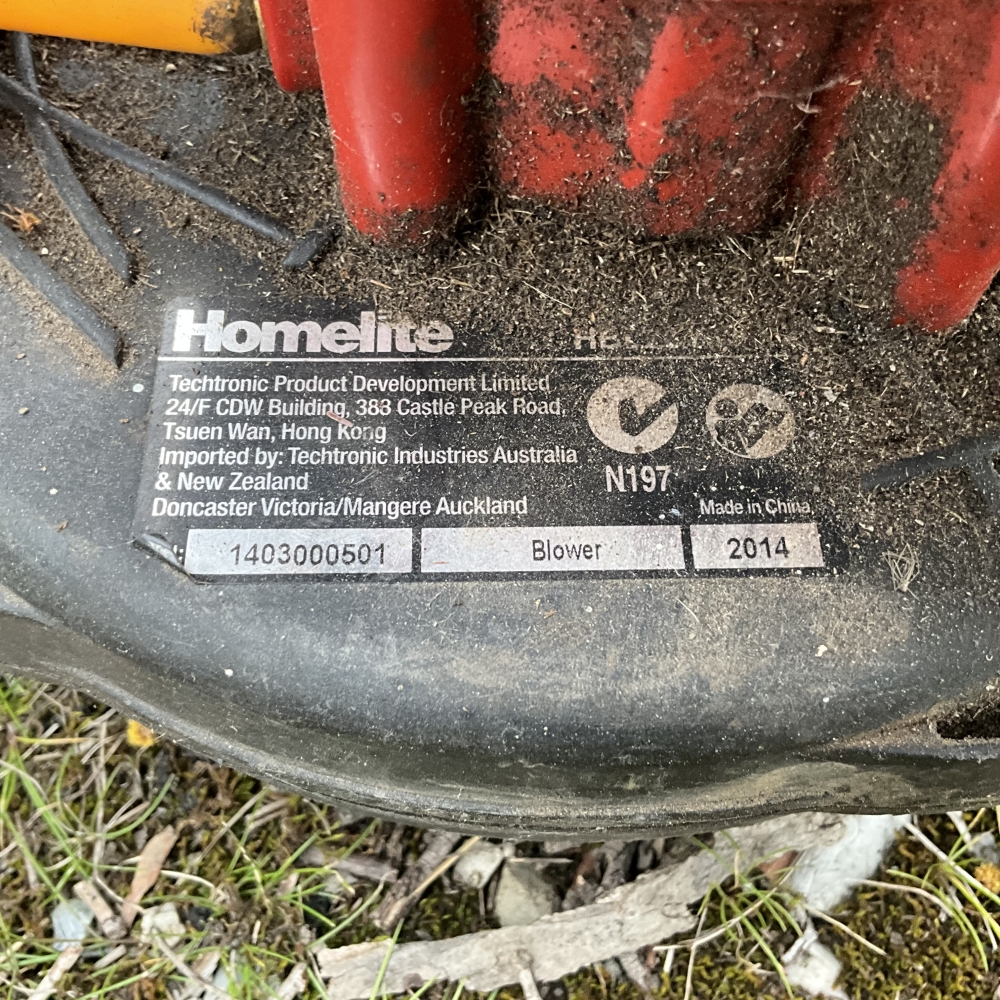 Homelite
Techtronic Product Development Limited
24/F CDW Building, 383 Castle Peak Road,
Tsuen Wan, Hong Kong
Imported by: Techtronic Industries Australia
& New Zealand
Doncaster Victoria/Mangere Auckland
N197
Made in China
1403000501 Blower 2014